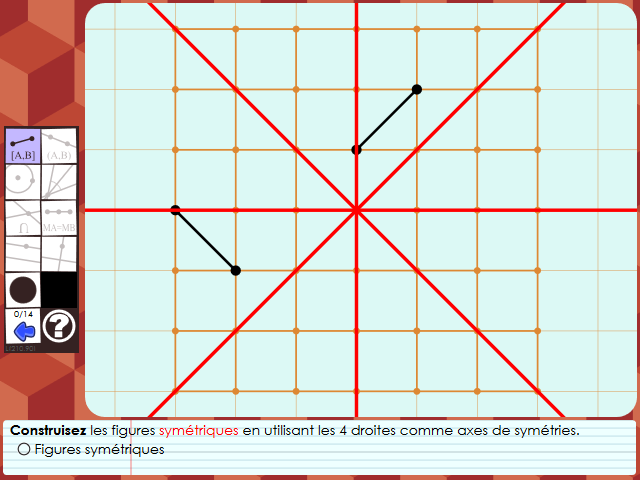 [A,B]
(A,B)
MA=MB
0/14
?
Construisez les figures symétriques en utilisant les 4 droites comme axes de symétries.
Figures symétriques